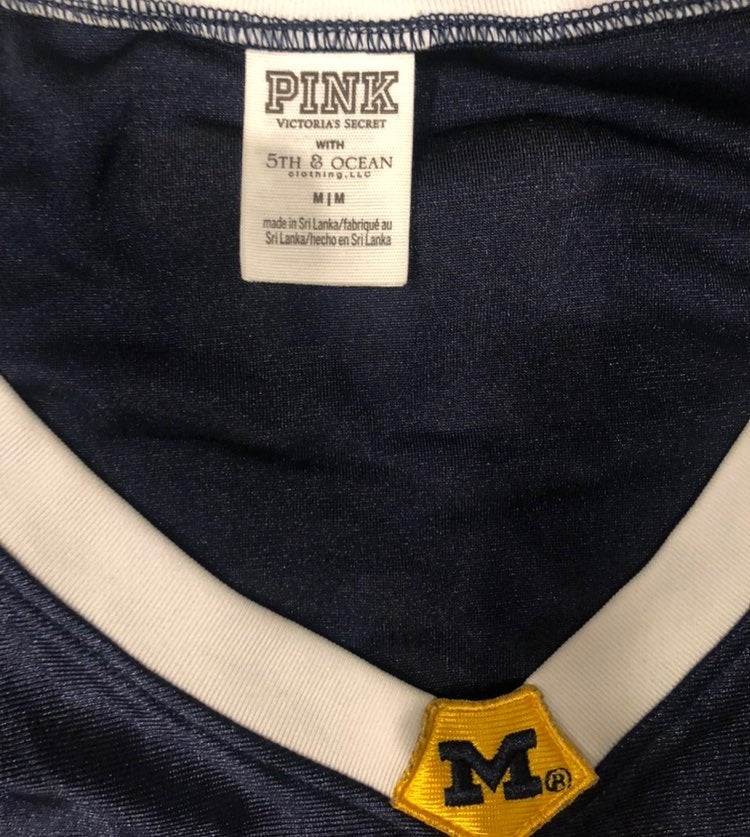 PINK
VICTORIA'S SECRET
WITH
5TH & OCEAN
clothing, LLC
M | M
made in Sri Lanka/fabriqué au
Sri Lanka/hecho en Sri Lanka
M®